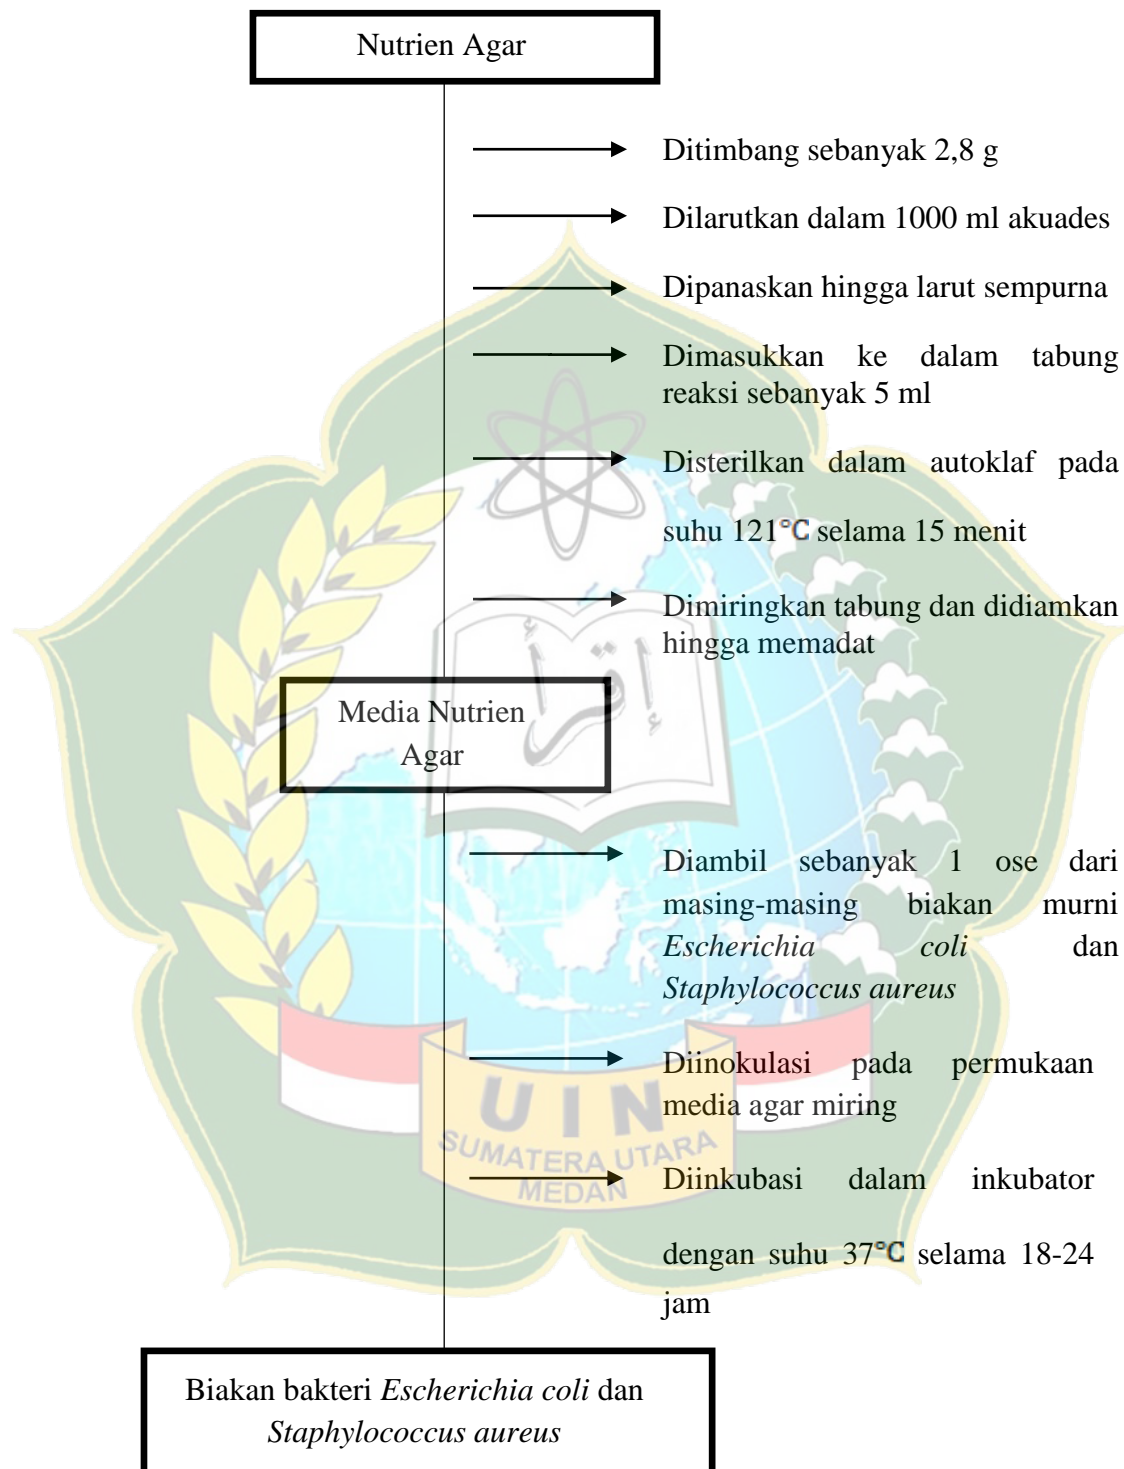 Nutrien Agar
Ditimbang sebanyak 2,8 g
Dilarutkan dalam 1000 ml akuades
Dipanaskan hingga larut sempurna
Dimasukkan ke dalam tabung
reaksi sebanyak 5 ml
Disterilkan dalam autoklaf pada
suhu 121°C selama 15 menit
Dimiringkan tabung dan didiamkan
hingga memadat
إقرأ
Media Nutrien
Agar
Diambil sebanyak 1 ose dari
masing-masing biakan murni
Escherichia coli dan
Staphylococcus aureus
Diinokulasi pada permukaan
media agar miring
UIN
SUMATERA UTARA
MEDAN
Diinkubasi dalam inkubator
dengan suhu 37°C selama 18-24
jam
Biakan bakteri Escherichia coli dan
Staphylococcus aureus